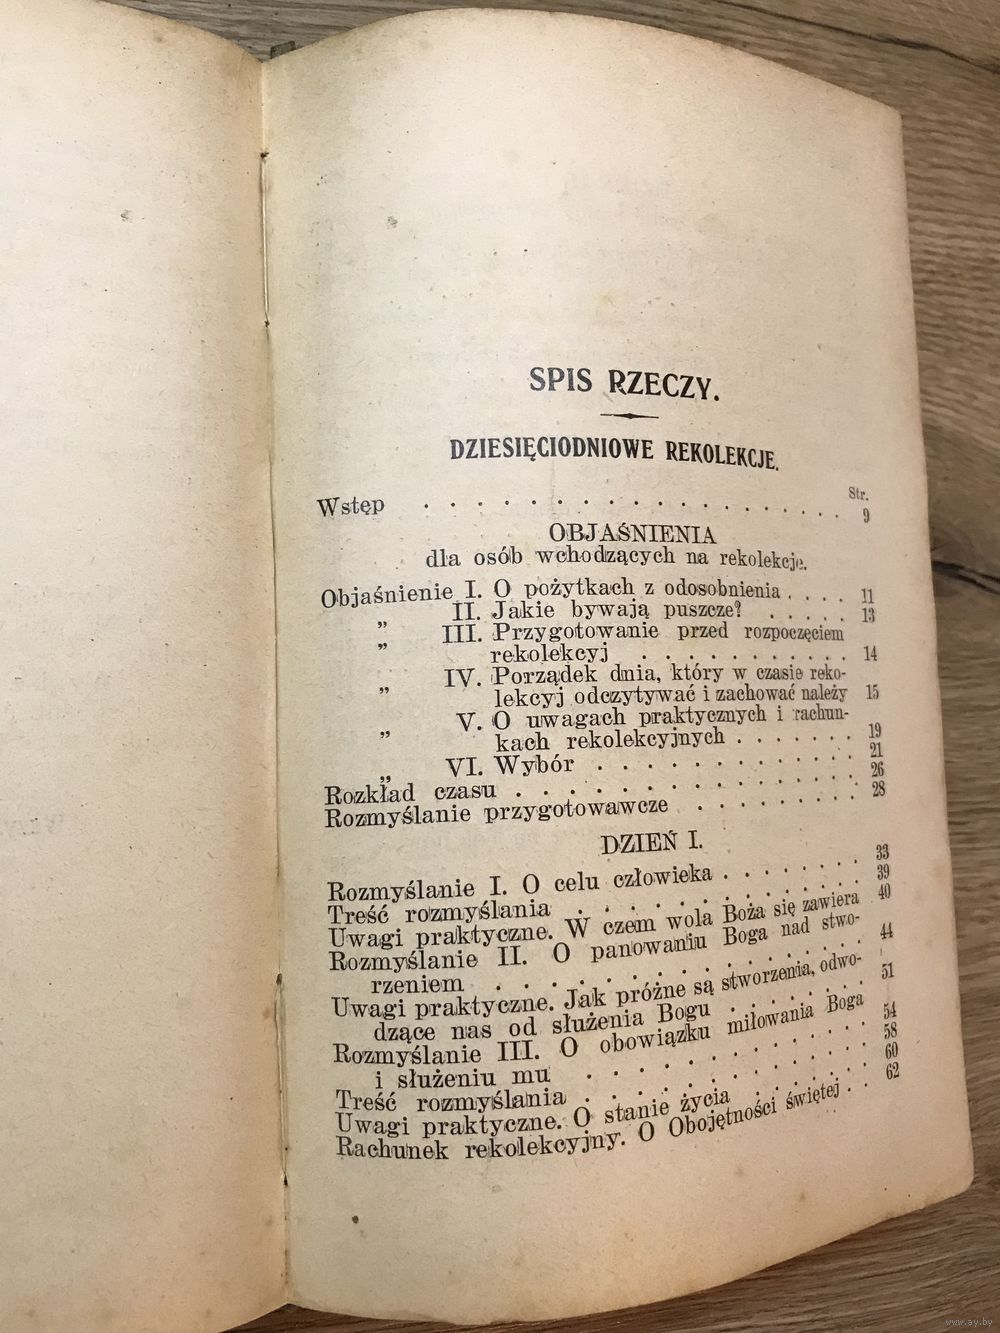 SPIS RZECZY.
DZIESIĘCIODNIOWE REKOLEKCJE.
Str.
Wstęp . . . . . . . . . . . . . . . . . 9
OBJAŚNIENIA
dla osób wchodzących na rekolekcje.
Objaśnienie I. O pożytkach z odosobnienia . . . . 11
„ II. Jakie bywają puszcze? . . . . . 13
„ III. Przygotowanie przed rozpoczęciem
rekolekcyj . . . . . . . . . . 14
„ IV. Porządek dnia, który w czasie reko-
lekcyj odczytywać i zachować należy 15
„ V. O uwagach praktycznych i rachun-
kach rekolekcyjnych . . . . . . . 19
„ VI. Wybór . . . . . . . . . . . 21
Rozkład czasu . . . . . . . . . . . . . 26
Rozmyślanie przygotowawcze . . . . . . . 28
DZIEŃ I.
Rozmyślanie I. O celu człowieka . . . . . . . 33
Treść rozmyślania . . . . . . . . . . . 39
Uwagi praktyczne. W czem wola Boża się zawiera 40
Rozmyślanie II. O panowaniu Boga nad stwo-
rzeniem . . . . . . . . . . . . . . 44
Uwagi praktyczne. Jak próżne są stworzenia, odwo-
dzące nas od służenia Bogu . . . . . . 51
Rozmyślanie III. O obowiązku miłowania Boga
i służeniu mu . . . . . . . . . . . 54
Treść rozmyślania . . . . . . . . . . . 58
Uwagi praktyczne. O stanie życia . . . . . . 60
Rachunek rekolekcyjny. O Obojętności świętej . . 62
www.ay.by